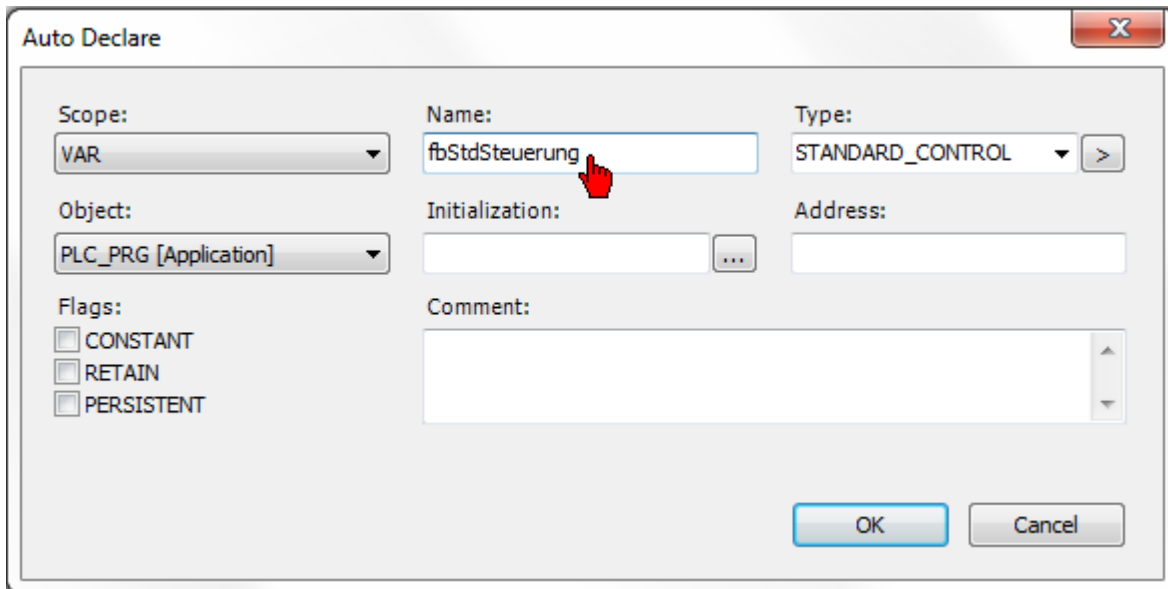 Auto Declare
Scope: Name: Type:
VAR fbStdSteuerung STANDARD_CONTROL >
Object: Initialization: Address:
PLC_PRG [Application] ...
Flags: Comment:
CONSTANT
RETAIN
PERSISTENT
OK Cancel